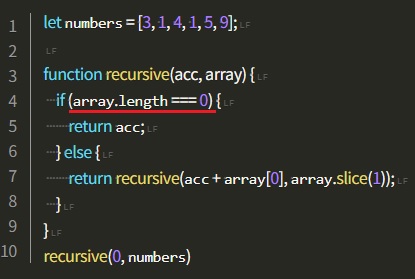 1 let numbers = [3, 1, 4, 1, 5, 9]; LF
2 LF
3 function recursive(acc, array) { LF
4 if (array.length === 0) { LF
5 return acc; LF
6 } else { LF
7 return recursive(acc + array[0], array.slice(1)); LF
8 } LF
9 } LF
10 recursive(0, numbers)